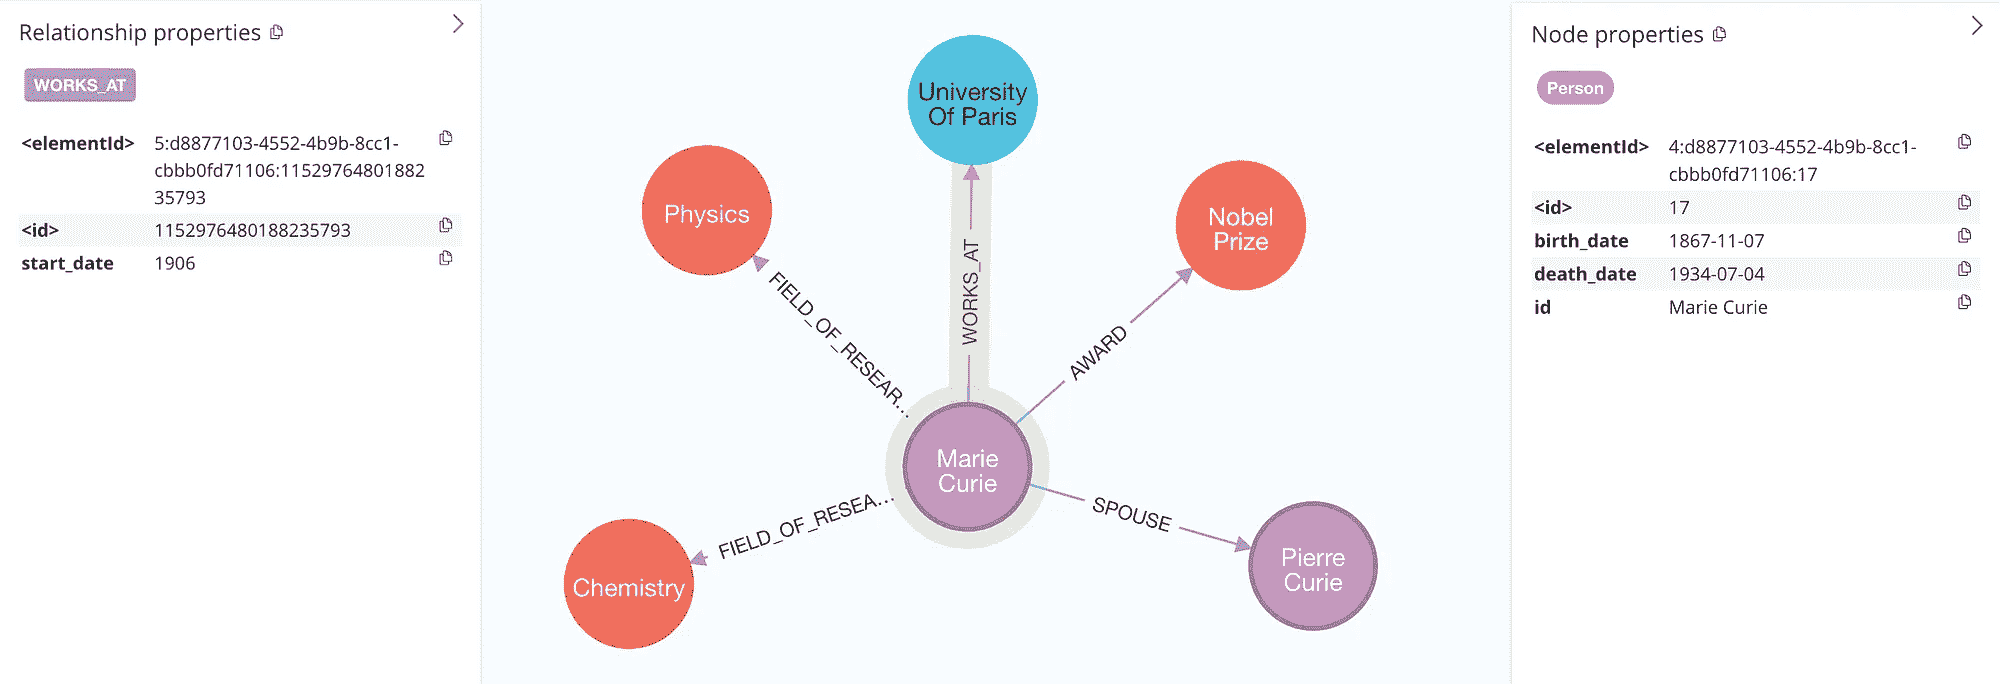 Relationship properties
WORKS_AT
<elementId> 5:d8877103-4552-4b9b-8cc1-
cbbb0fd71106:11529764801882
35793
<id> 1152976480188235793
start_date 1906
University
Of Paris
Physics
Nobel
Prize
FIELD_OF_RESEAR...
WORKS_AT
AWARD
Marie
Curie
FIELD_OF_RESEA...
SPOUSE
Chemistry
Pierre
Curie
Node properties
Person
<elementId> 4:d8877103-4552-4b9b-8cc1-
cbbb0fd71106:17
<id> 17
birth_date 1867-11-07
death_date 1934-07-04
id Marie Curie